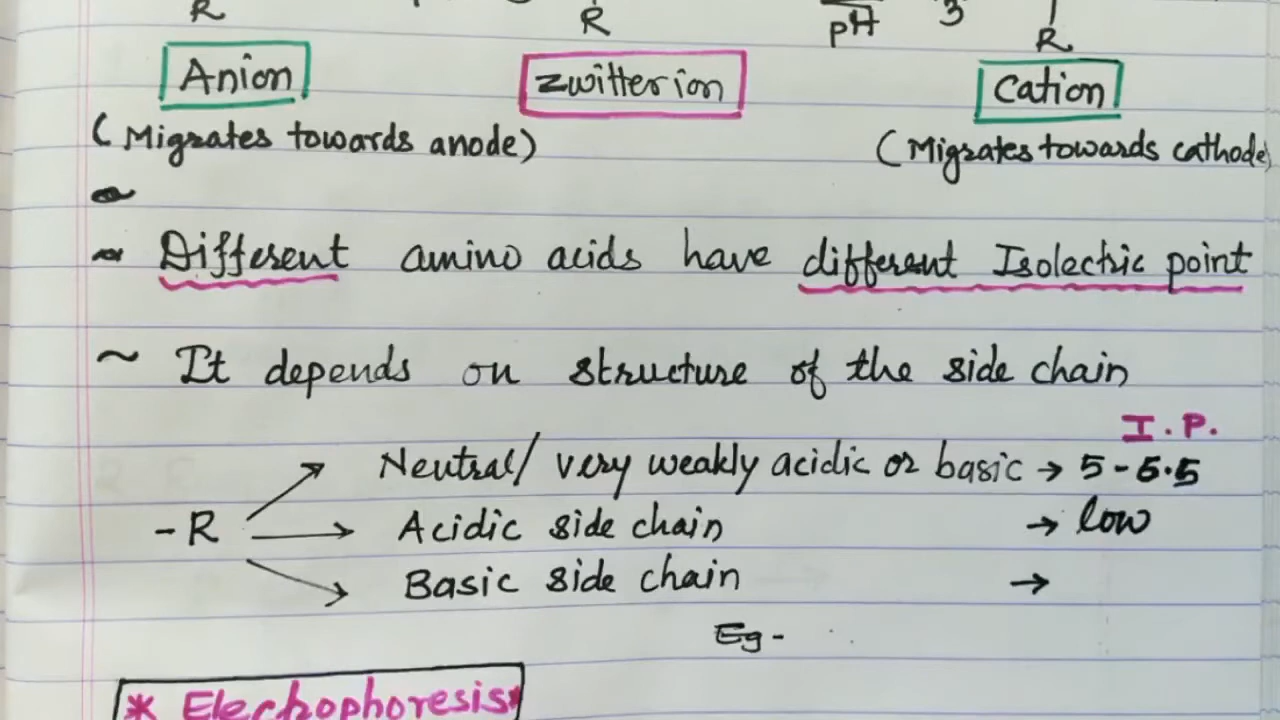 R R pH 3 R
Anion zwitterion Cation
(Migrates towards anode) (Migrates towards cathode)
~ Different amino acids have different Isolectric point
~ It depends on structure of the side chain
I.P.
Neutral/ very weakly acidic or basic → 5-5.5
-R Acidic side chain → low
Basic side chain →
Eg-
* Electrophoresis*